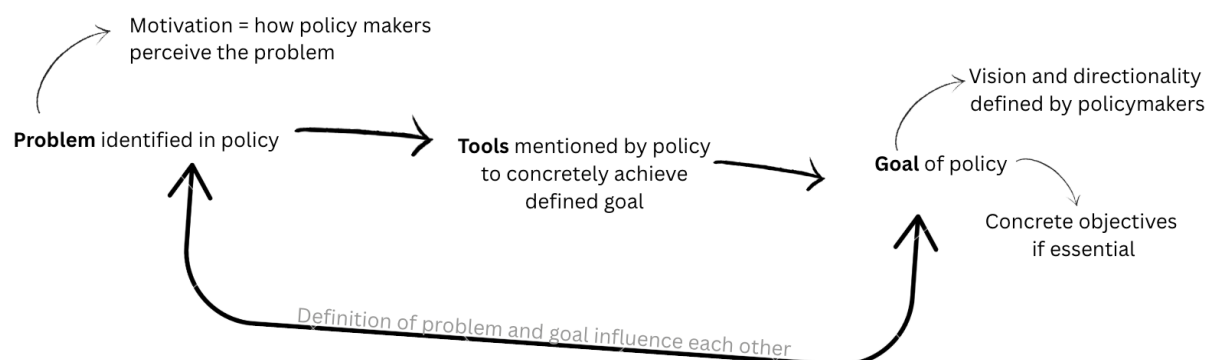 Motivation = how policy makers
perceive the problem
Problem identified in policy
Tools mentioned by policy
to concretely achieve
defined goal
Vision and directionality
defined by policymakers
Goal of policy
Concrete objectives
if essential
Definition of problem and goal influence each other